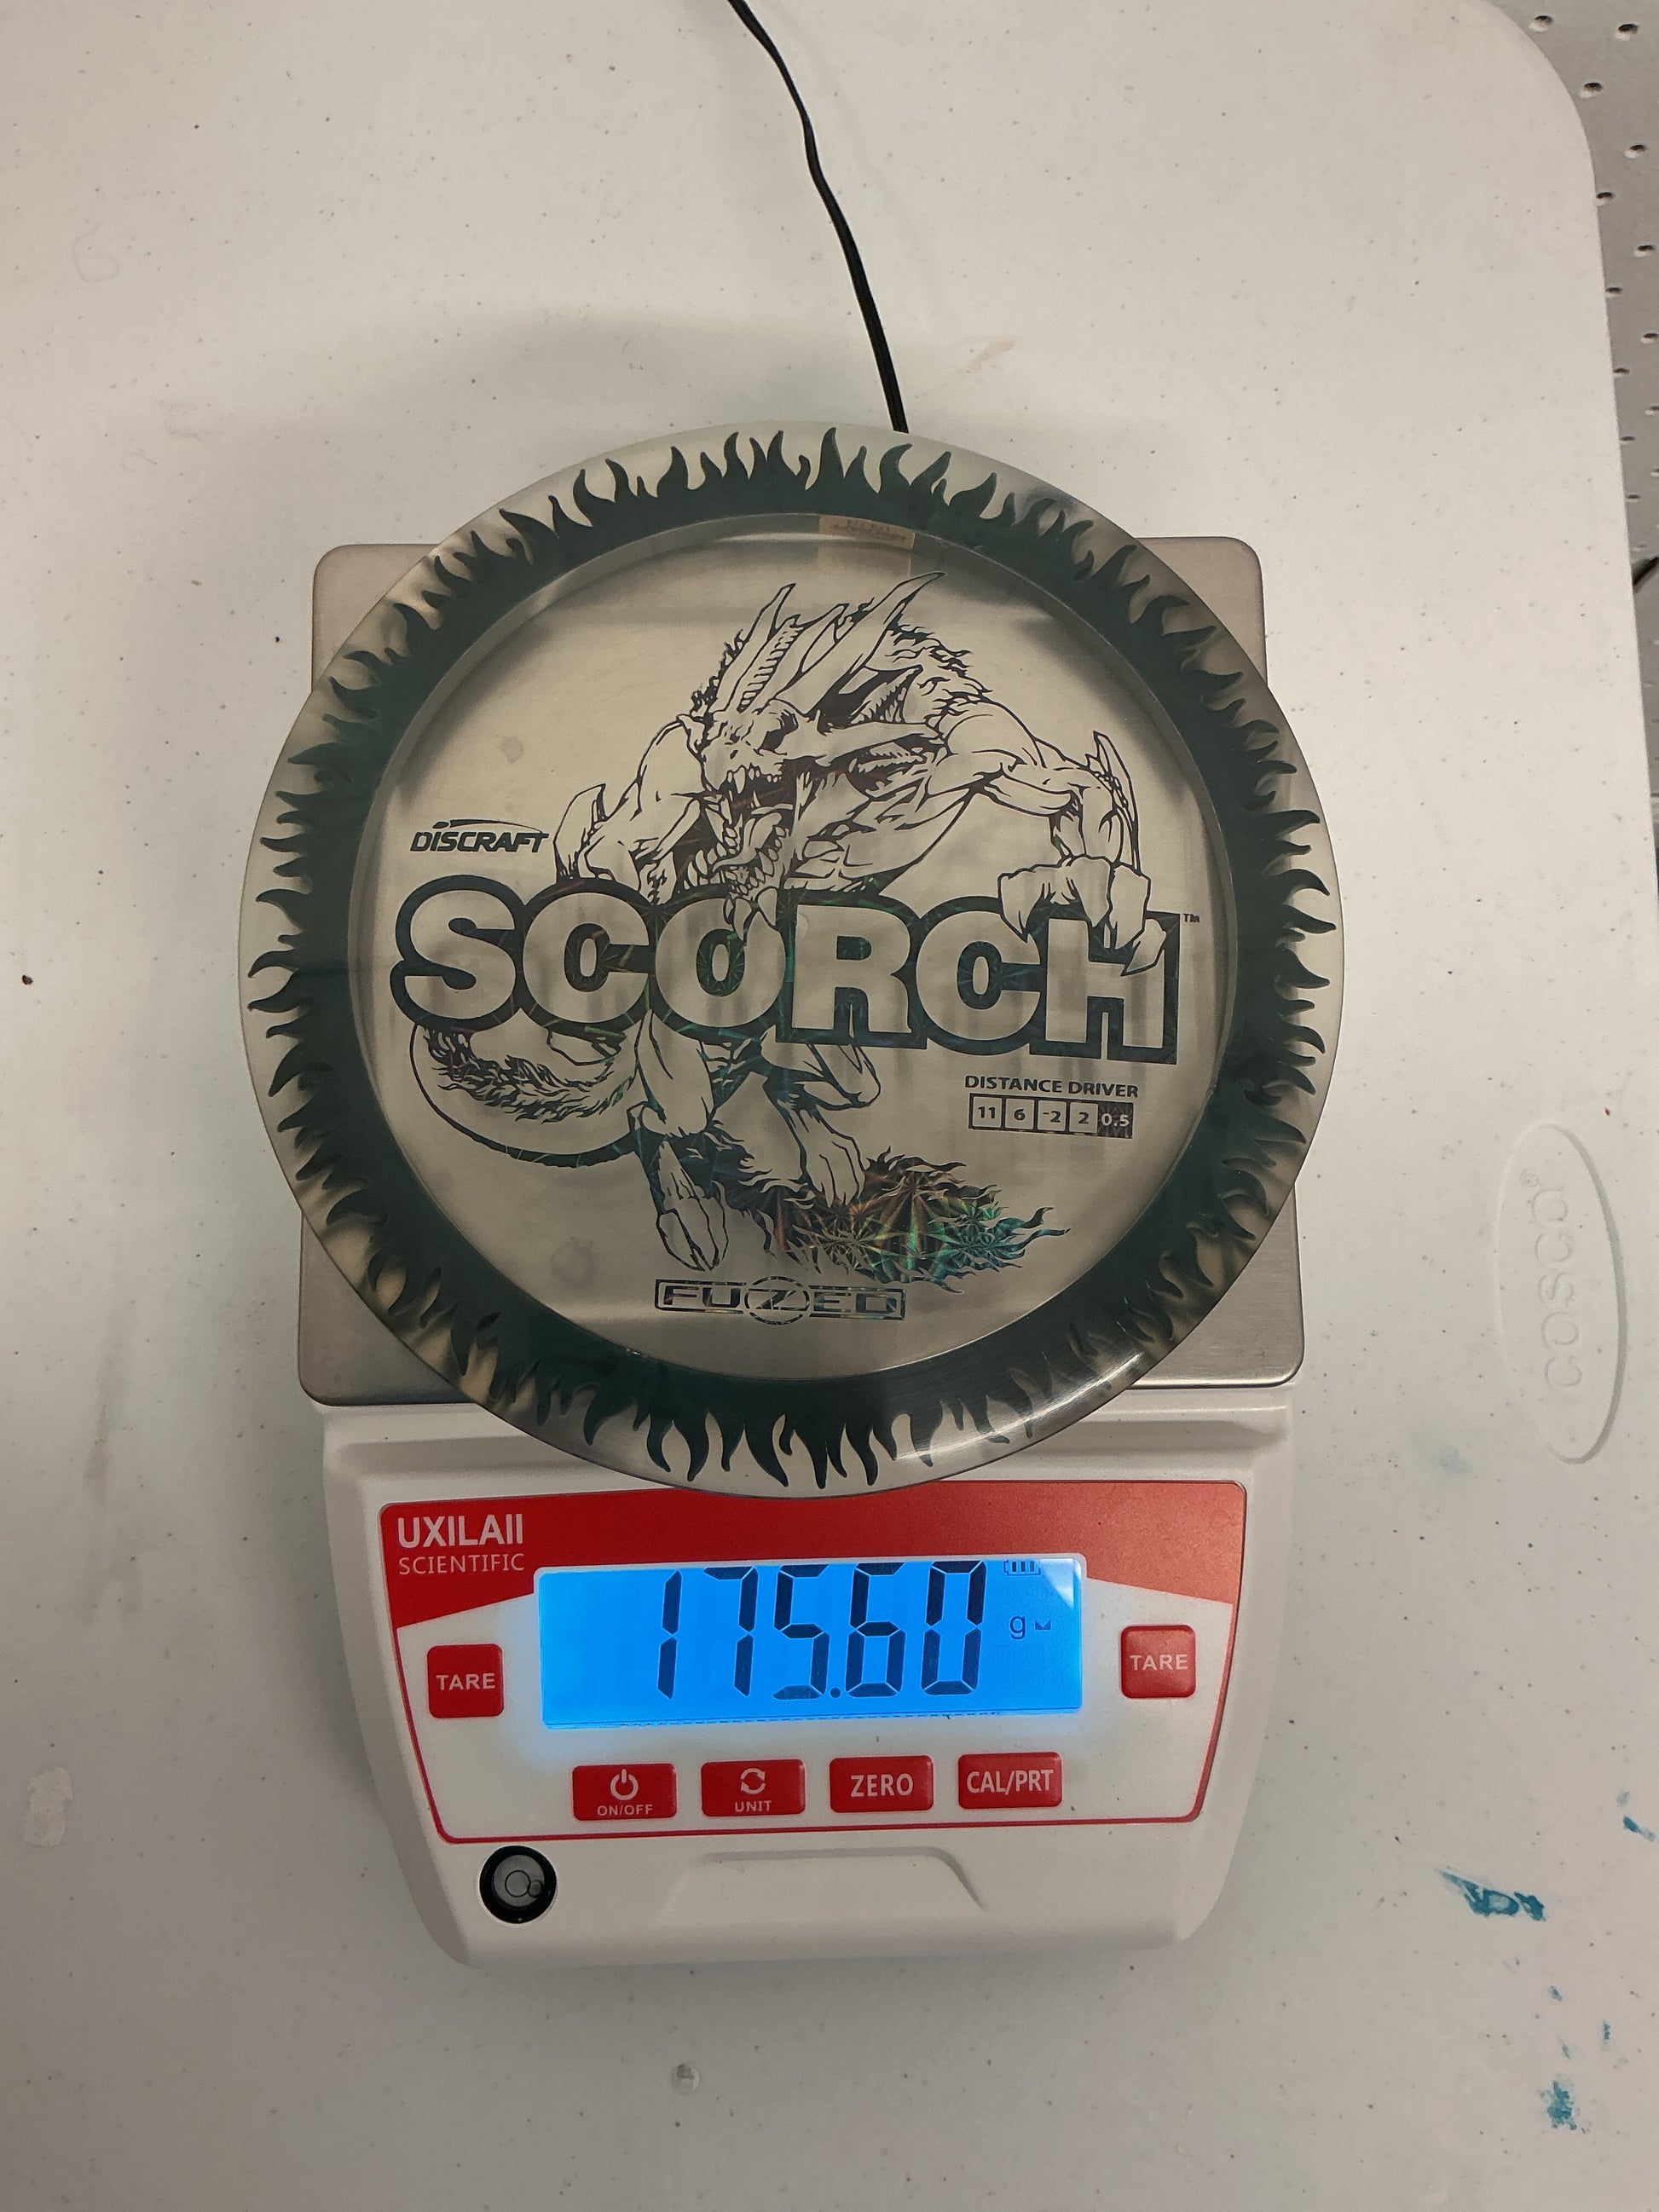 DISCRAFT
SCORCH™
DISTANCE DRIVER
11 6 -2 2 0.5
FUZED
COSCO®
UXILAII
SCIENTIFIC
175.60
g
TARE
TARE
ON/OFF
UNIT
ZERO
CAL/PRT